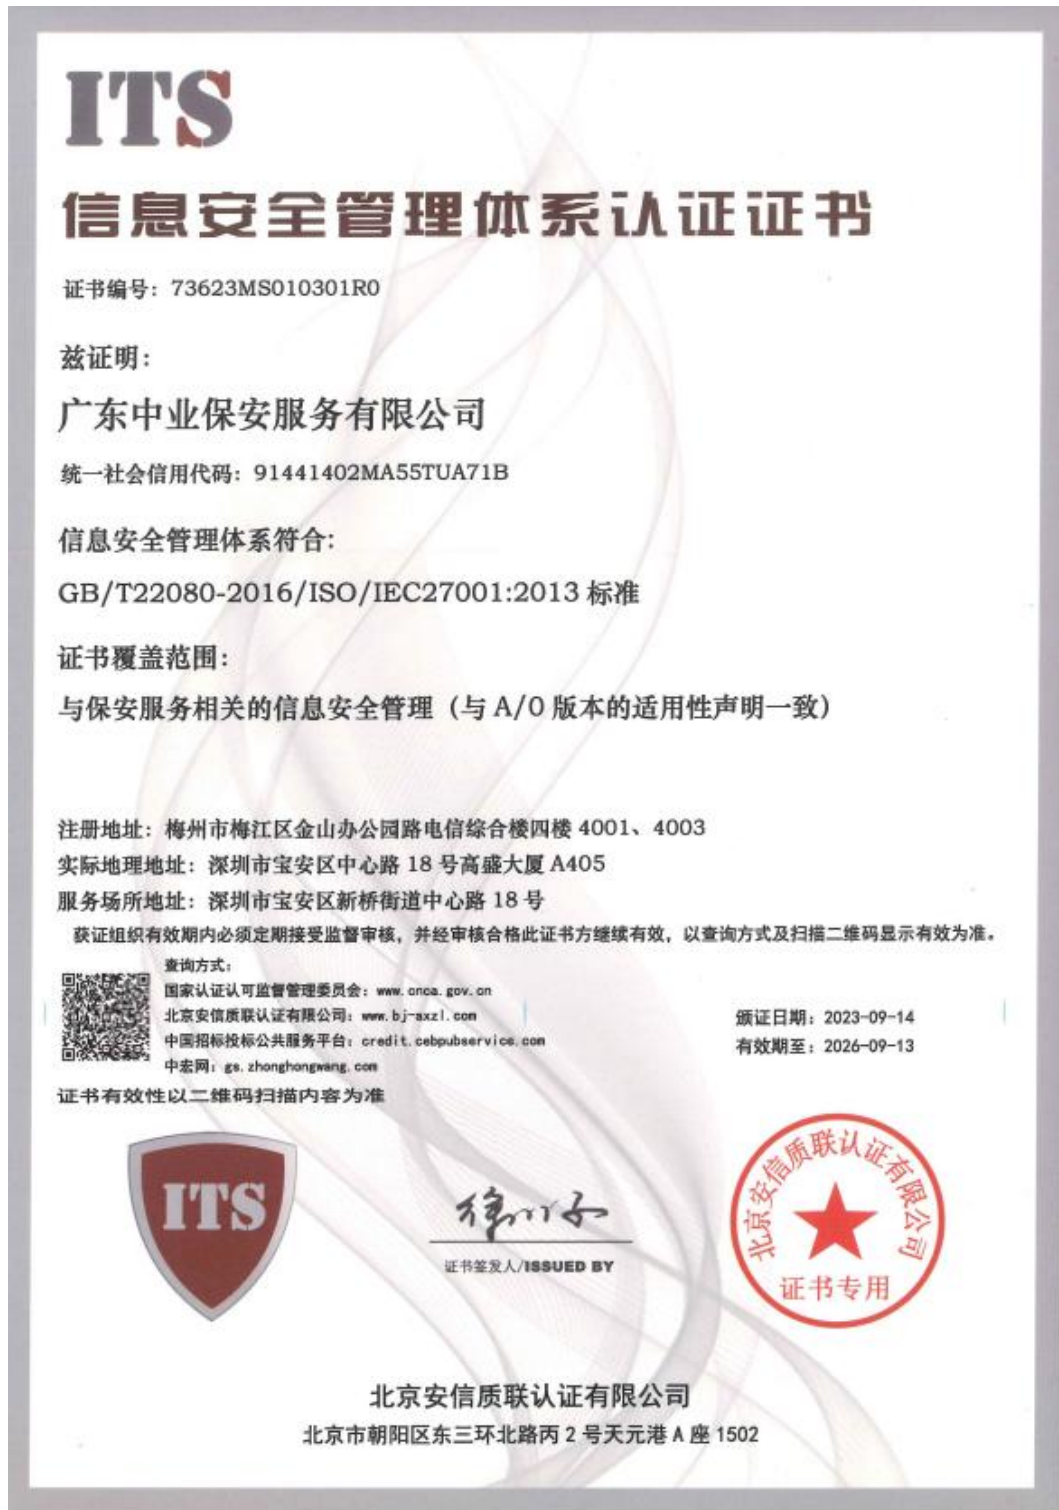 ITS
信息安全管理体系认证证书
证书编号：73623MS010301R0
兹证明：
广东中业保安服务有限公司
统一社会信用代码：91441402MA55TUA71B
信息安全管理体系符合：
GB/T22080-2016/ISO/IEC27001:2013 标准
证书覆盖范围：
与保安服务相关的信息安全管理（与 A/0 版本的适用性声明一致）
注册地址：梅州市梅江区金山办公园路电信综合楼四楼 4001、4003
实际地理地址：深圳市宝安区中心路 18 号高盛大厦 A405
服务场所地址：深圳市宝安区新桥街道中心路 18 号
获证组织有效期内必须定期接受监督审核，并经审核合格此证书方继续有效，以查询方式及扫描二维码显示有效为准。
查询方式：
国家认证认可监督管理委员会：www.cnca.gov.cn
北京安信质联认证有限公司：www.bj-axzl.com
中国招标投标公共服务平台：credit.cebpubservice.com
中宏网：gs.zhonghongwang.com
证书有效性以二维码扫描内容为准
颁证日期：2023-09-14
有效期至：2026-09-13
ITS
证书签发人/ISSUED BY
北京安信质联认证有限公司
证书专用
北京安信质联认证有限公司
北京市朝阳区东三环北路丙 2 号天元港 A 座 1502